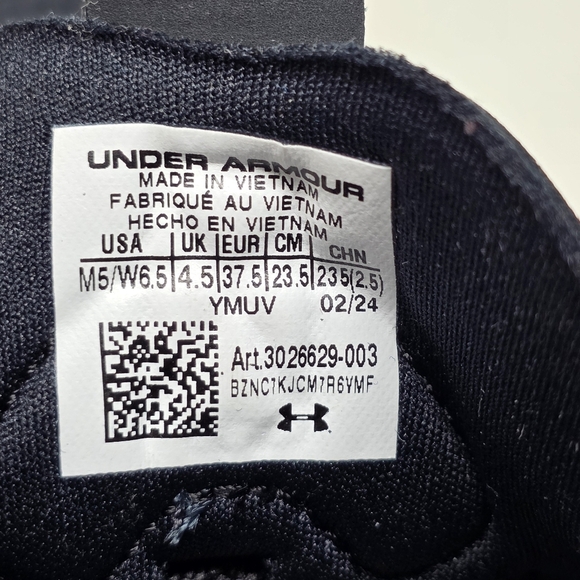 UNDER ARMOUR
MADE IN VIETNAM
FABRIQUÉ AU VIETNAM
HECHO EN VIETNAM
USA UK EUR CM CHN
M5/W6.5 4.5 37.5 23.5 235(2.5)
YMUV 02/24
Art.3026629-003
BZNC7KJCM7R6YMF